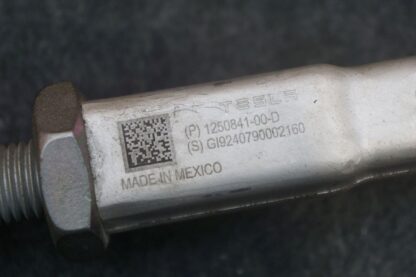 TESLA
(P) 1250841-00-D
(S) GI9240790002160
MADE IN MEXICO